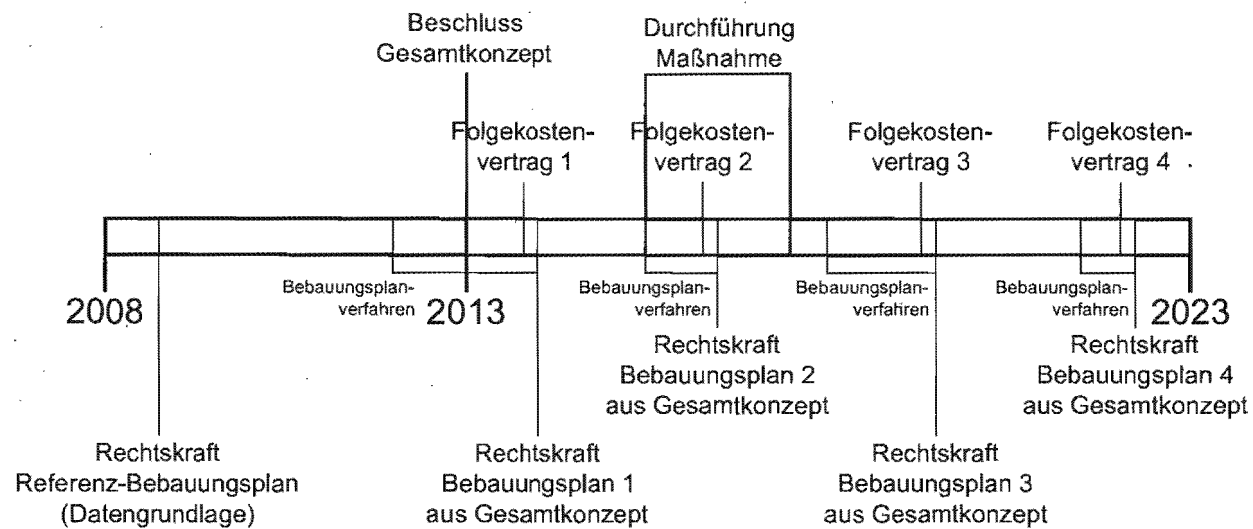 Beschluss
Gesamtkonzept
Durchführung
Maßnahme
Folgekosten-
vertrag 1
Folgekosten-
vertrag 2
Folgekosten-
vertrag 3
Folgekosten-
vertrag 4
2008
Bebauungsplan-
verfahren
2013
Bebauungsplan-
verfahren
Bebauungsplan-
verfahren
Bebauungsplan-
verfahren
2023
Rechtskraft
Bebauungsplan 2
aus Gesamtkonzept
Rechtskraft
Bebauungsplan 4
aus Gesamtkonzept
Rechtskraft
Referenz-Bebauungsplan
(Datengrundlage)
Rechtskraft
Bebauungsplan 1
aus Gesamtkonzept
Rechtskraft
Bebauungsplan 3
aus Gesamtkonzept